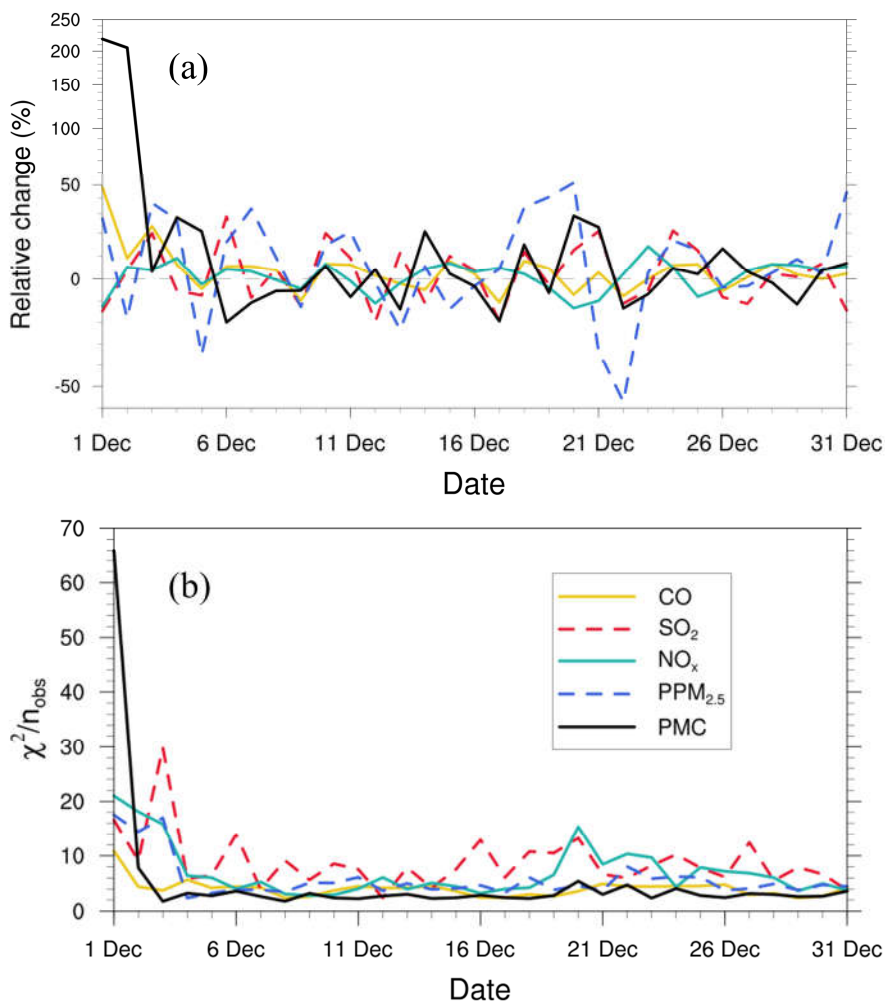 (a)
Relative change (%)
250
200
150
100
50
0
-50
1 Dec 6 Dec 11 Dec 16 Dec 21 Dec 26 Dec 31 Dec
Date
(b)
χ²/n_obs
70
60
50
40
30
20
10
0
CO
SO₂
NOₓ
PPM₂.₅
PMC
1 Dec 6 Dec 11 Dec 16 Dec 21 Dec 26 Dec 31 Dec
Date